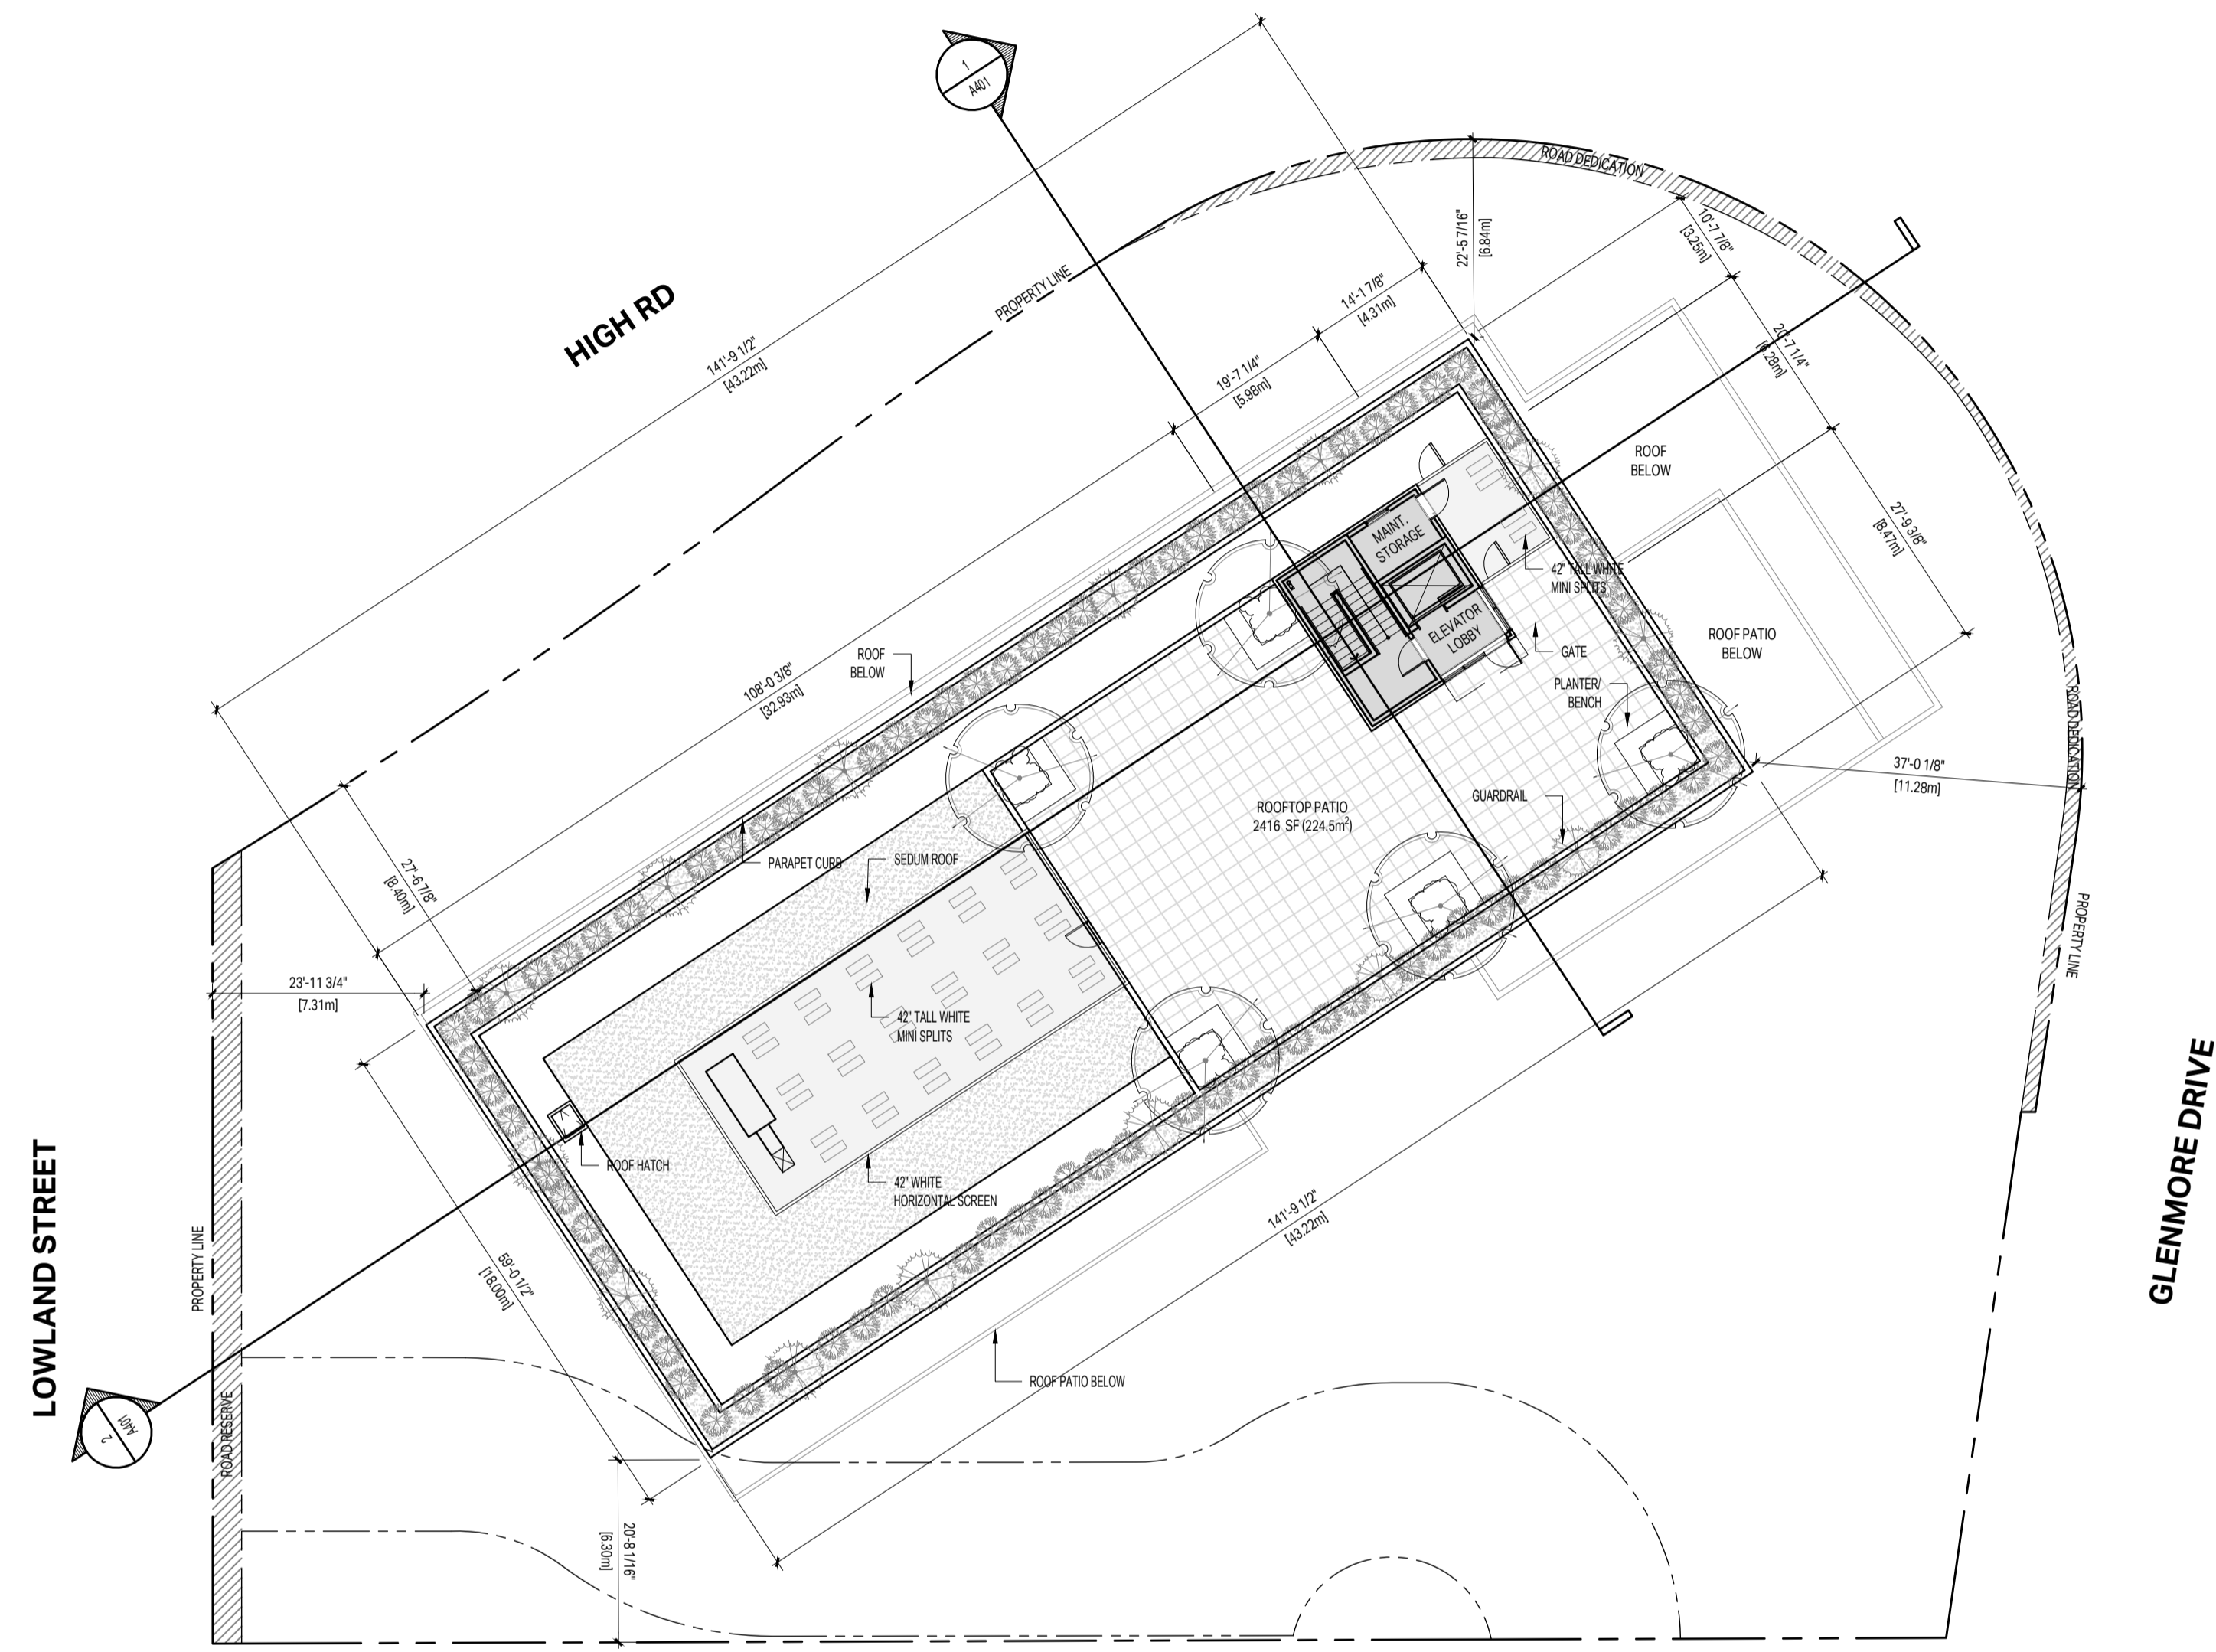 1
A401
ROAD DEDICATION
22'-5 7/16"
[6.84m]
10'-7 7/8"
[3.25m]
HIGH RD
PROPERTY LINE
141'-9 1/2"
[43.22m]
14'-1 7/8"
[4.31m]
19'-7 1/4"
[5.98m]
20'-7 1/4"
[6.28m]
ROOF
BELOW
27'-9 3/8"
[8.47m]
MAINT.
STORAGE
42" TALL WHITE
MINI SPLITS
ELEVATOR
LOBBY
GATE
ROOF PATIO
BELOW
ROOF
BELOW
108'-0 3/8"
[32.93m]
PLANTER/
BENCH
ROAD DEDICATION
37'-0 1/8"
[11.28m]
GUARDRAIL
ROOFTOP PATIO
2416 SF (224.5m²)
PARAPET CURB
SEDUM ROOF
27'-6 7/8"
[8.40m]
PROPERTY LINE
23'-11 3/4"
[7.31m]
42" TALL WHITE
MINI SPLITS
ROOF HATCH
42" WHITE
HORIZONTAL SCREEN
LOWLAND STREET
PROPERTY LINE
GLENMORE DRIVE
59'-0 1/2"
[18.00m]
141'-9 1/2"
[43.22m]
ROOF PATIO BELOW
2
A401
ROAD RESERVE
20'-8 1/16"
[6.30m]